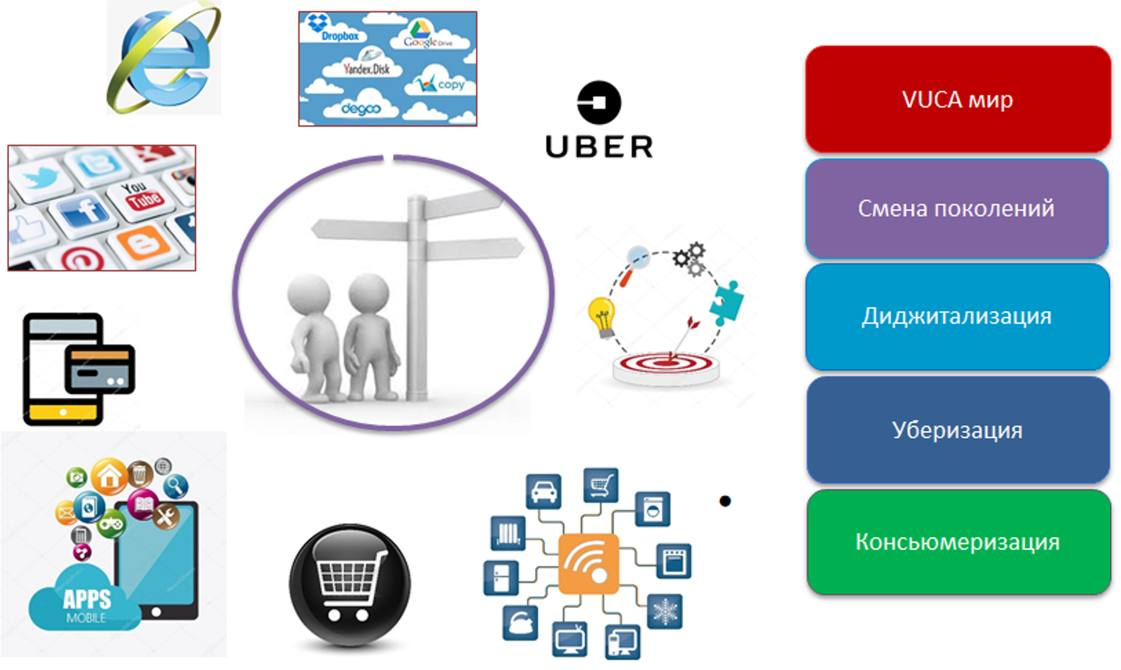 Dropbox
Google Drive
Yandex.Disk
copy
degoo
UBER
You
Tube
APPS
MOBILE
VUCA мир
Смена поколений
Диджитализация
Уберизация
Консьюмеризация